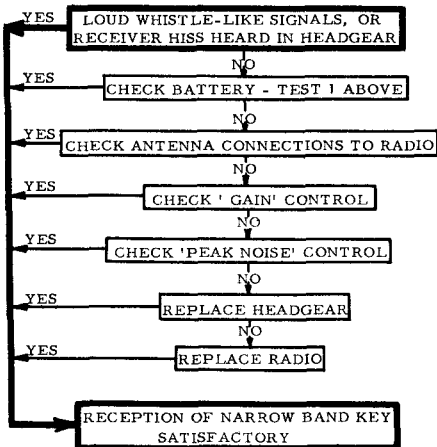 YES
LOUD WHISTLE-LIKE SIGNALS, OR
RECEIVER HISS HEARD IN HEADGEAR
NO
YES
CHECK BATTERY - TEST 1 ABOVE
NO
YES
CHECK ANTENNA CONNECTIONS TO RADIO
NO
YES
CHECK ' GAIN' CONTROL
NO
YES
CHECK 'PEAK NOISE' CONTROL
NO
YES
REPLACE HEADGEAR
NO
YES
REPLACE RADIO
RECEPTION OF NARROW BAND KEY
SATISFACTORY